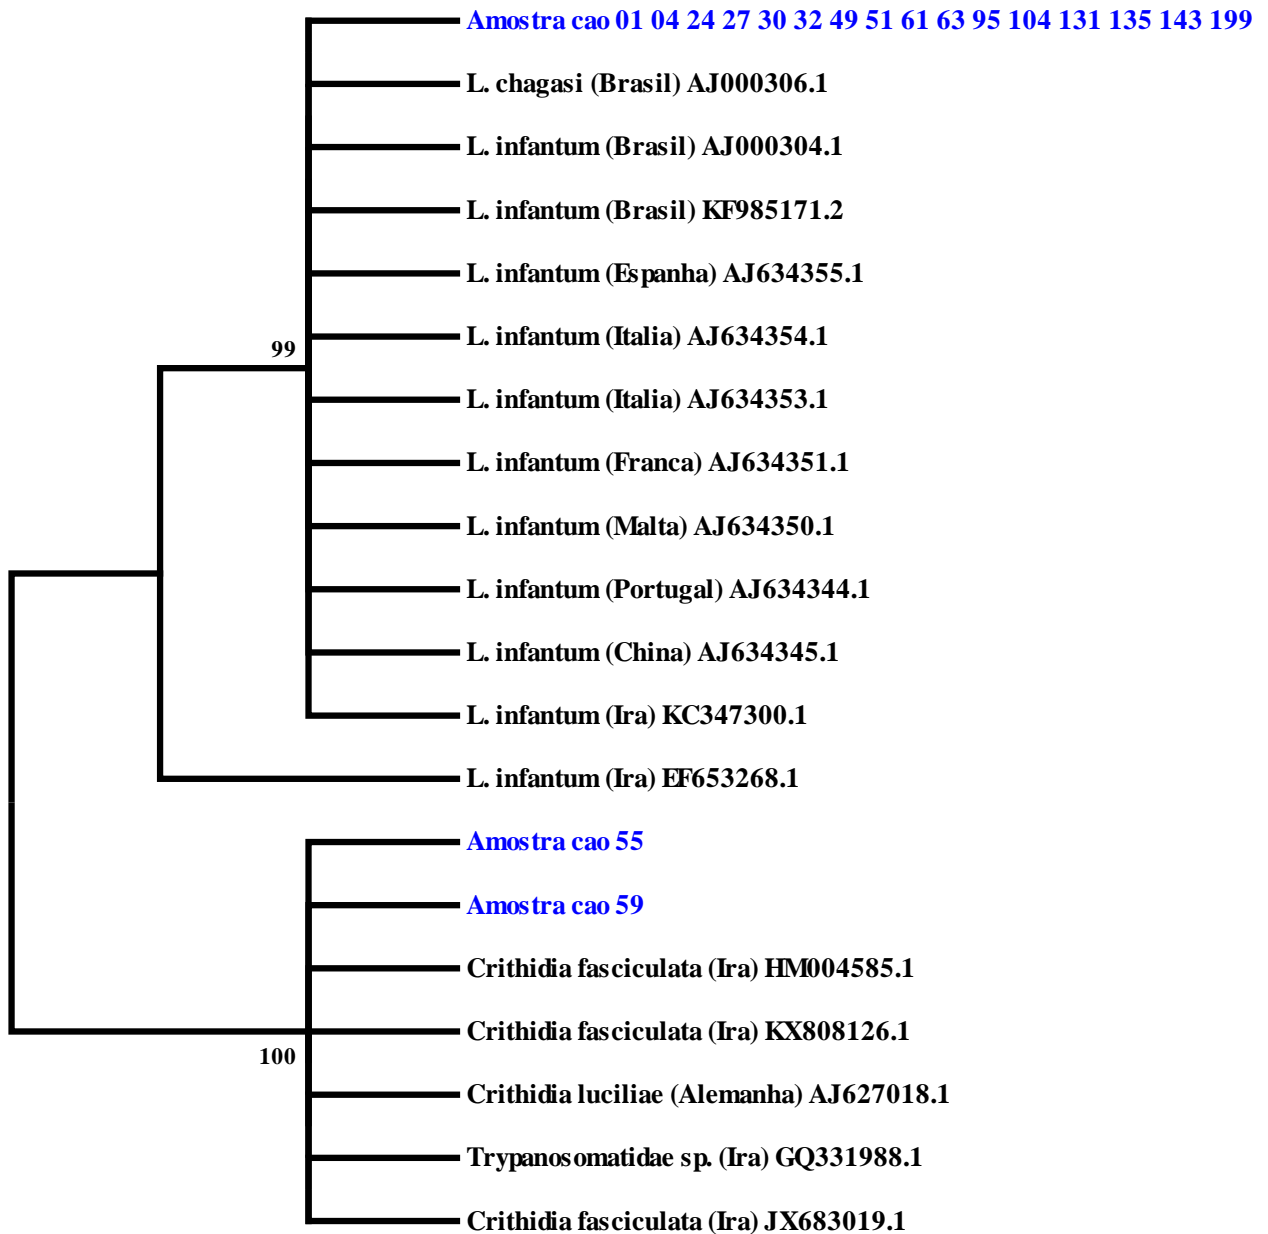 Amostra cao 01 04 24 27 30 32 49 51 61 63 95 104 131 135 143 199
L. chagasi (Brasil) AJ000306.1
L. infantum (Brasil) AJ000304.1
L. infantum (Brasil) KF985171.2
L. infantum (Espanha) AJ634355.1
L. infantum (Italia) AJ634354.1
99
L. infantum (Italia) AJ634353.1
L. infantum (Franca) AJ634351.1
L. infantum (Malta) AJ634350.1
L. infantum (Portugal) AJ634344.1
L. infantum (China) AJ634345.1
L. infantum (Ira) KC347300.1
L. infantum (Ira) EF653268.1
Amostra cao 55
Amostra cao 59
Crithidia fasciculata (Ira) HM004585.1
Crithidia fasciculata (Ira) KX808126.1
100
Crithidia luciliae (Alemanha) AJ627018.1
Trypanosomatidae sp. (Ira) GQ331988.1
Crithidia fasciculata (Ira) JX683019.1